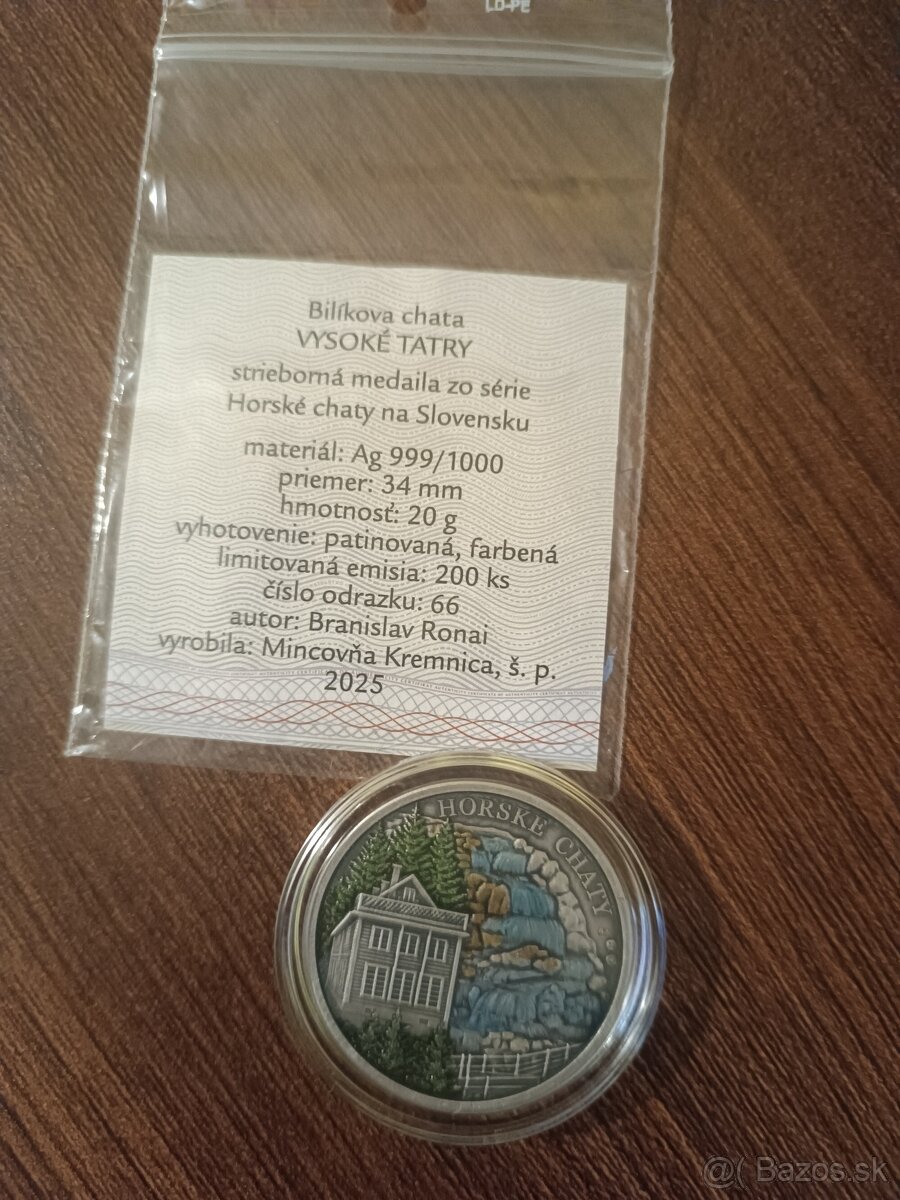 LD-PE
Bilíkova chata
VYSOKÉ TATRY
strieborná medaila zo série
Horské chaty na Slovensku
materiál: Ag 999/1000
priemer: 34 mm
hmotnosť: 20 g
vyhotovenie: patinovaná, farbená
limitovaná emisia: 200 ks
číslo odrazku: 66
autor: Branislav Ronai
vyrobila: Mincovňa Kremnica, š. p.
2025
HORSKÉ CHATY
@( Bazos.sk